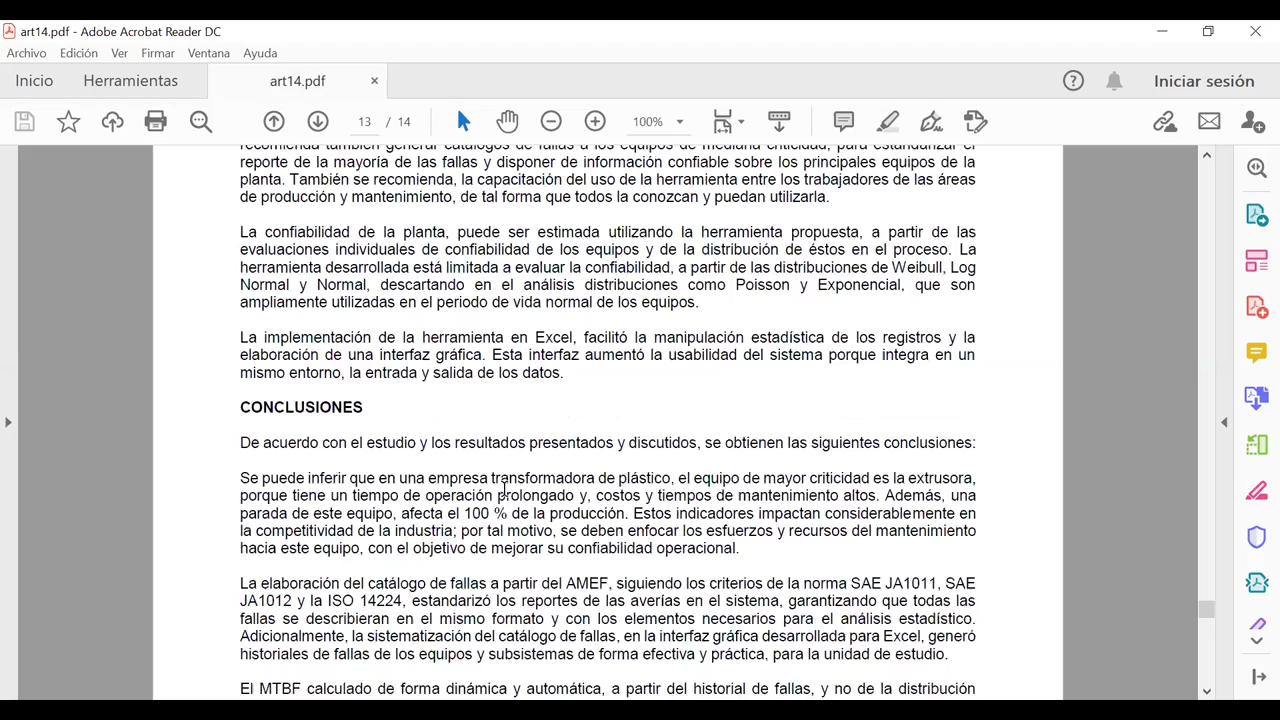 art14.pdf - Adobe Acrobat Reader DC
Archivo Edición Ver Firmar Ventana Ayuda
Inicio Herramientas art14.pdf × Iniciar sesión
13 / 14 100%
recomienda también generar catálogos de fallas a los equipos de mediana criticidad, para estandarizar el
reporte de la mayoría de las fallas y disponer de información confiable sobre los principales equipos de la
planta. También se recomienda, la capacitación del uso de la herramienta entre los trabajadores de las áreas
de producción y mantenimiento, de tal forma que todos la conozcan y puedan utilizarla.
La confiabilidad de la planta, puede ser estimada utilizando la herramienta propuesta, a partir de las
evaluaciones individuales de confiabilidad de los equipos y de la distribución de éstos en el proceso. La
herramienta desarrollada está limitada a evaluar la confiabilidad, a partir de las distribuciones de Weibull, Log
Normal y Normal, descartando en el análisis distribuciones como Poisson y Exponencial, que son
ampliamente utilizadas en el periodo de vida normal de los equipos.
La implementación de la herramienta en Excel, facilitó la manipulación estadística de los registros y la
elaboración de una interfaz gráfica. Esta interfaz aumentó la usabilidad del sistema porque integra en un
mismo entorno, la entrada y salida de los datos.
CONCLUSIONES
De acuerdo con el estudio y los resultados presentados y discutidos, se obtienen las siguientes conclusiones:
Se puede inferir que en una empresa transformadora de plástico, el equipo de mayor criticidad es la extrusora,
porque tiene un tiempo de operación prolongado y, costos y tiempos de mantenimiento altos. Además, una
parada de este equipo, afecta el 100 % de la producción. Estos indicadores impactan considerablemente en
la competitividad de la industria; por tal motivo, se deben enfocar los esfuerzos y recursos del mantenimiento
hacia este equipo, con el objetivo de mejorar su confiabilidad operacional.
La elaboración del catálogo de fallas a partir del AMEF, siguiendo los criterios de la norma SAE JA1011, SAE
JA1012 y la ISO 14224, estandarizó los reportes de las averías en el sistema, garantizando que todas las
fallas se describieran en el mismo formato y con los elementos necesarios para el análisis estadístico.
Adicionalmente, la sistematización del catálogo de fallas, en la interfaz gráfica desarrollada para Excel, generó
historiales de fallas de los equipos y subsistemas de forma efectiva y práctica, para la unidad de estudio.
El MTBF calculado de forma dinámica y automática, a partir del historial de fallas, y no de la distribución